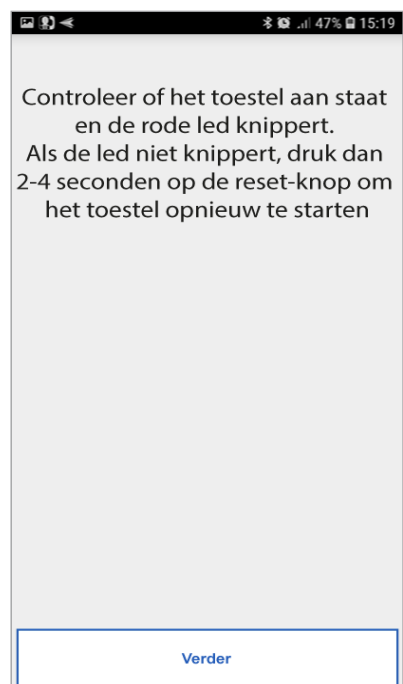 47% 15:19
Controleer of het toestel aan staat
en de rode led knippert.
Als de led niet knippert, druk dan
2-4 seconden op de reset-knop om
het toestel opnieuw te starten
Verder